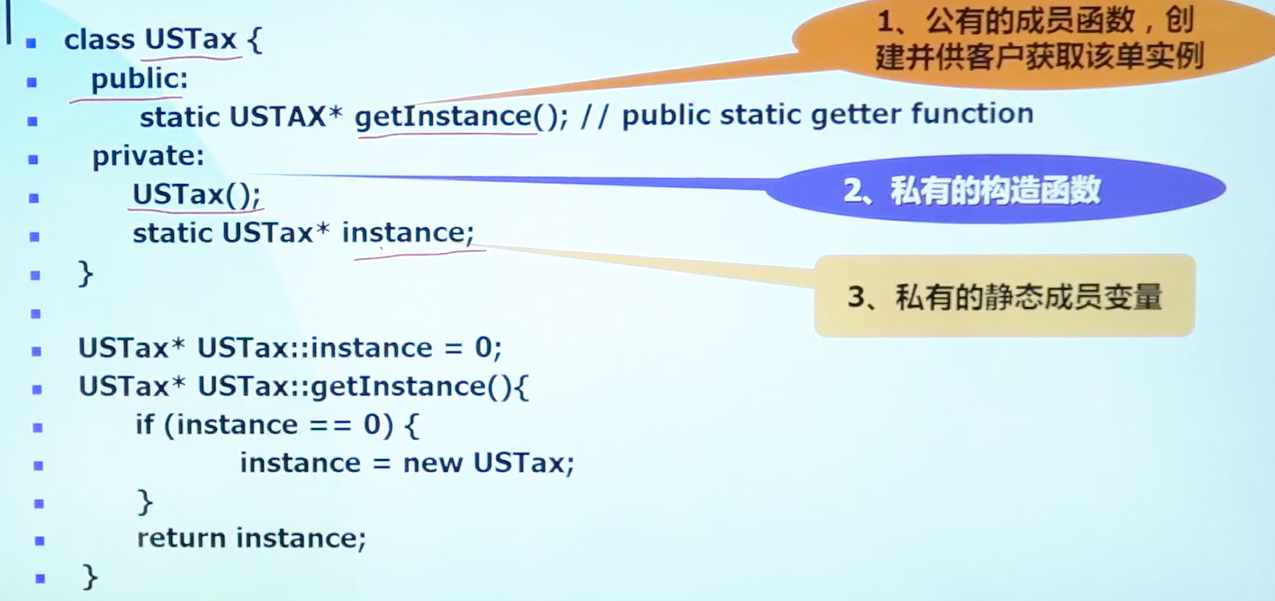 class USTax {
public:
static USTAX* getInstance(); // public static getter function
private:
USTax();
static USTax* instance;
}
USTax* USTax::instance = 0;
USTax* USTax::getInstance(){
if (instance == 0) {
instance = new USTax;
}
return instance;
}
1、公有的成员函数，创
建并供客户获取该单实例
2、私有的构造函数
3、私有的静态成员变量